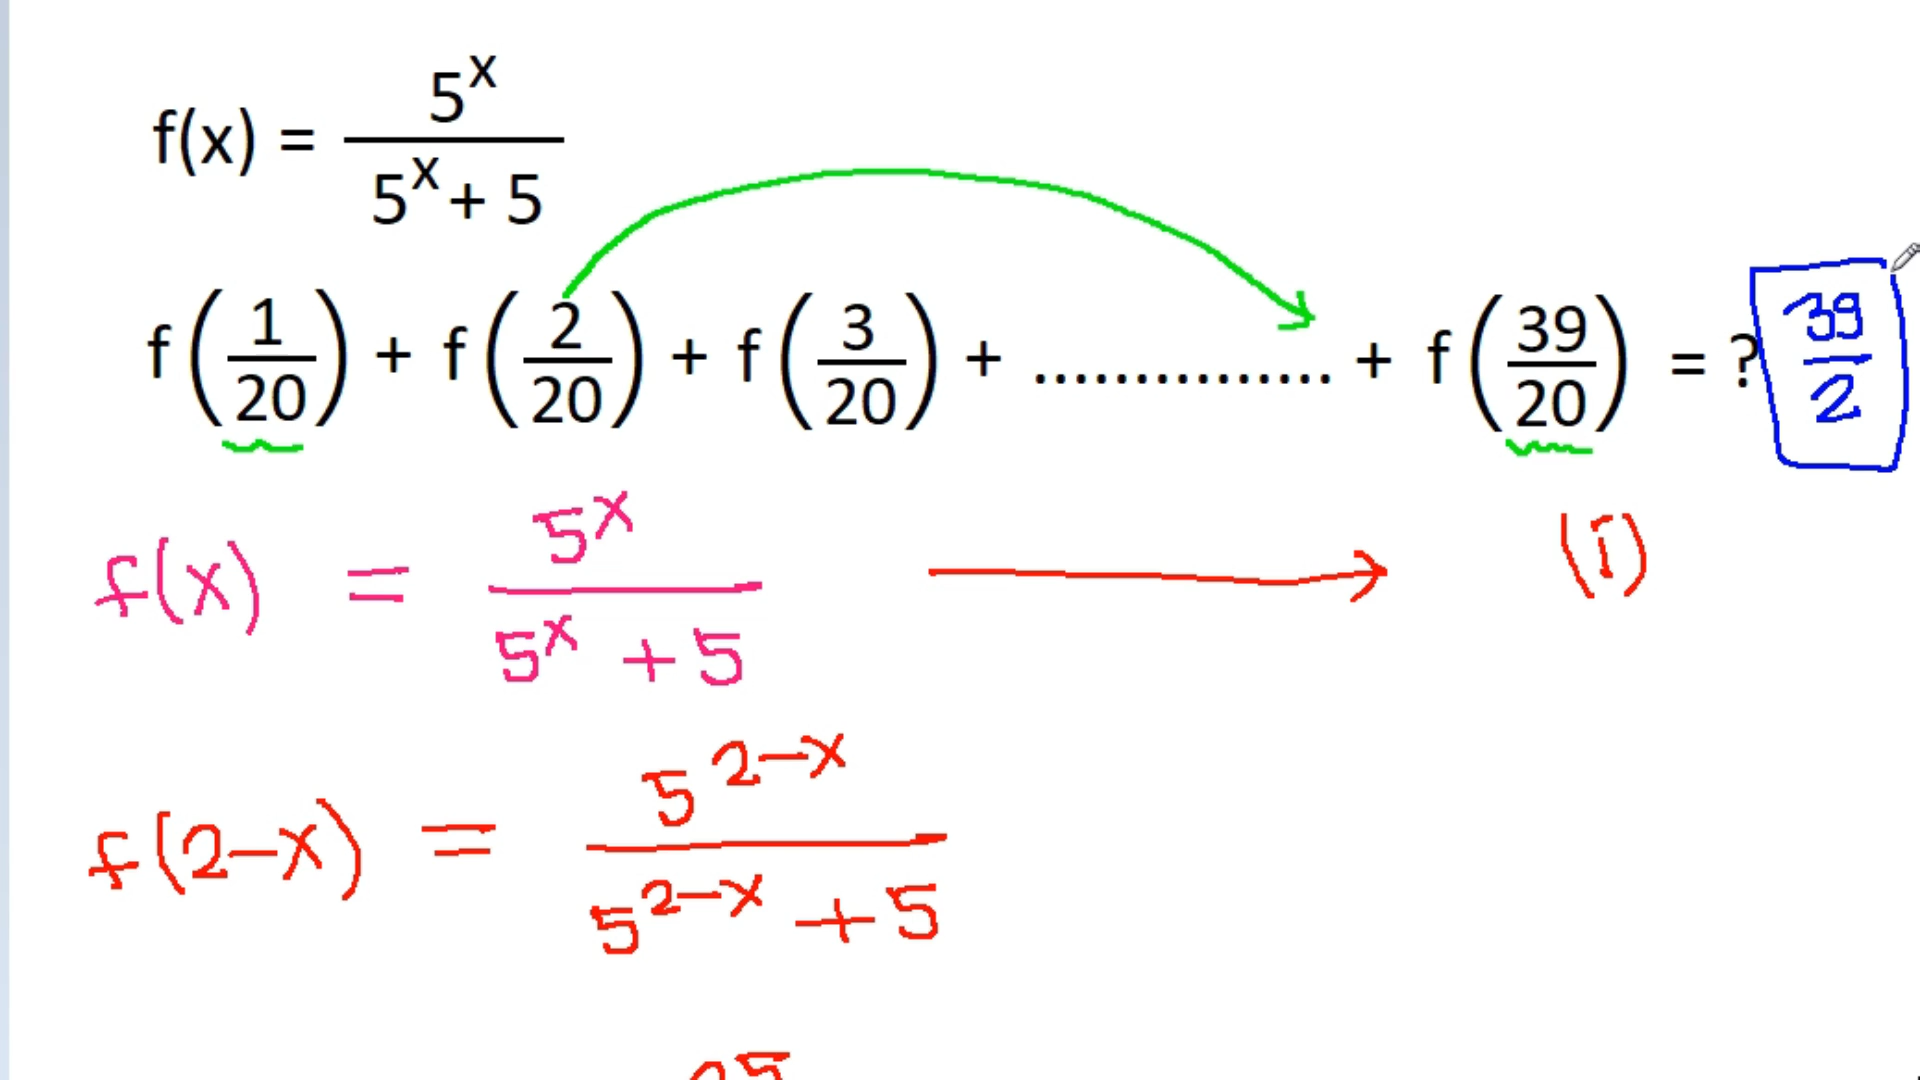 f(x) = 5^x / (5^x + 5)
f(1/20) + f(2/20) + f(3/20) + ............... + f(39/20) = ? 39/2
f(x) = 5^x / (5^x + 5) → (i)
f(2-x) = 5^(2-x) / (5^(2-x) + 5)